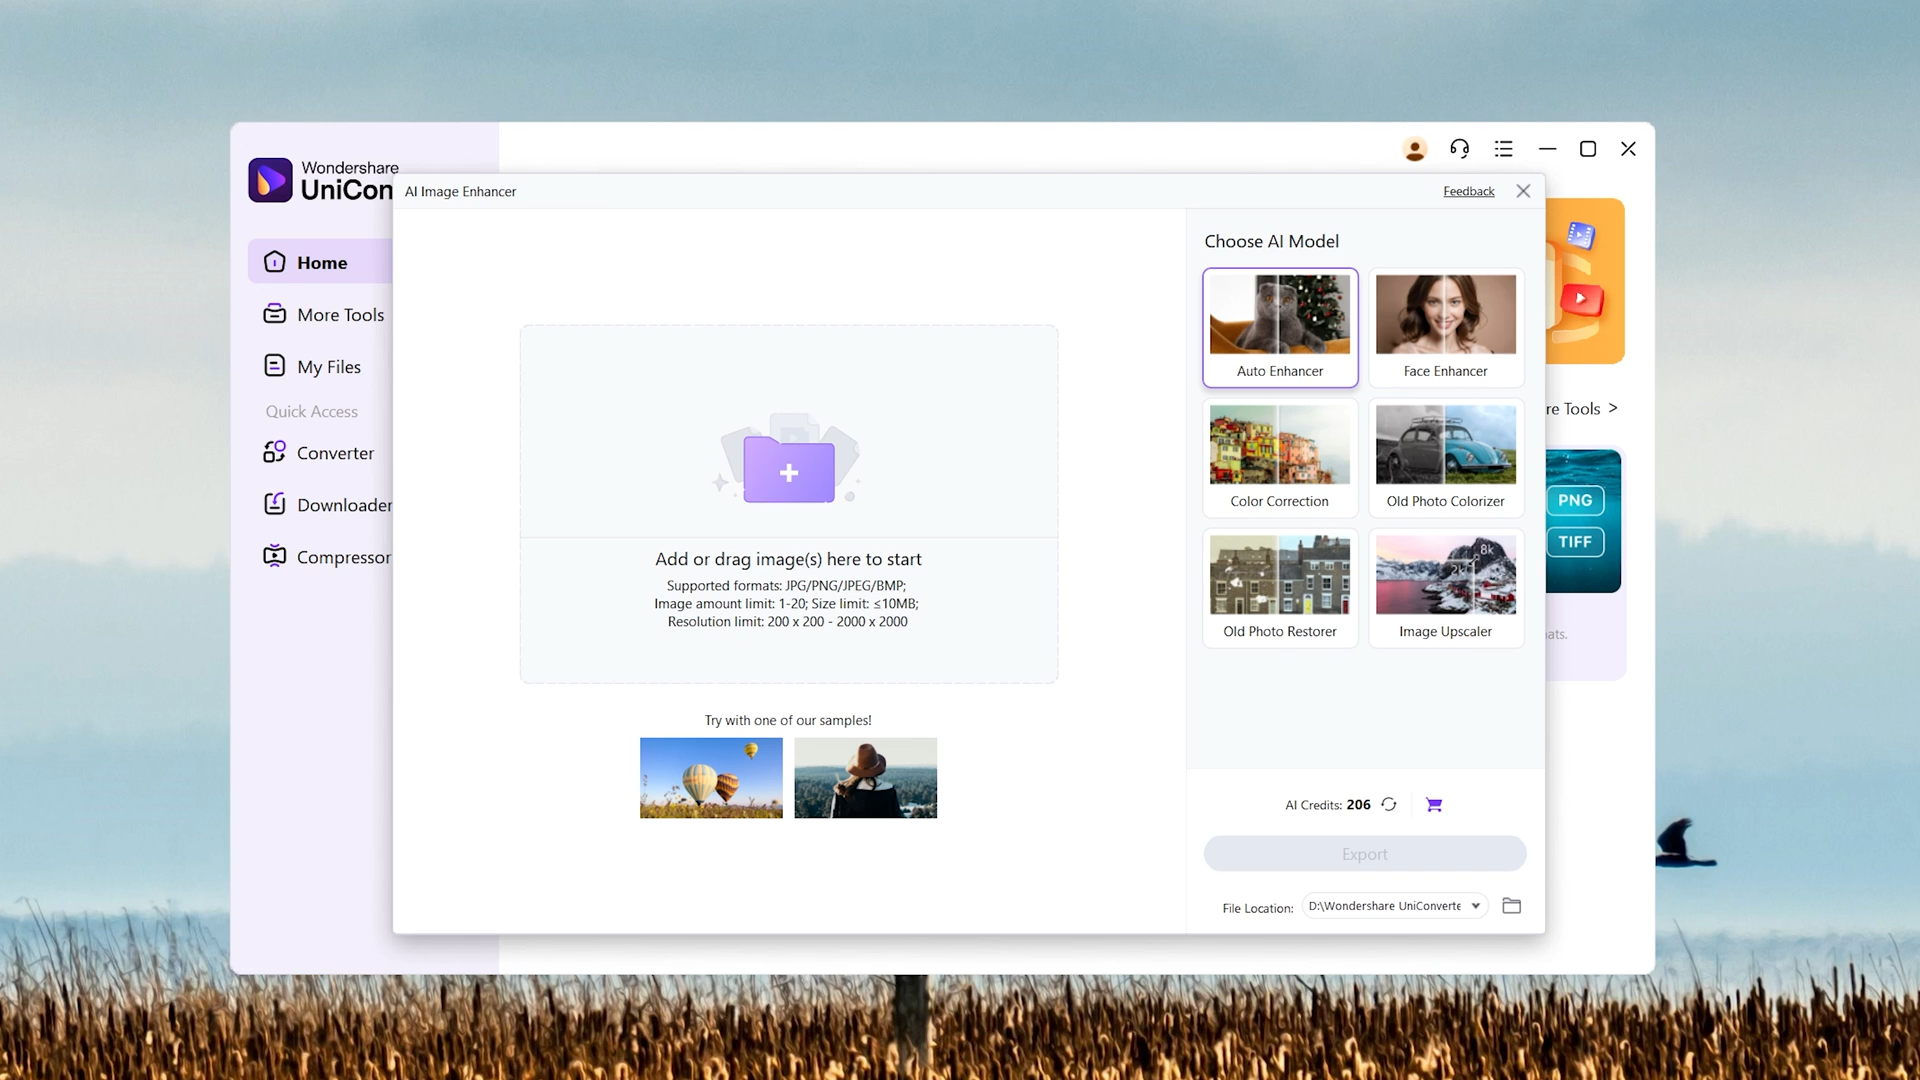 Wondershare
UniCon
AI Image Enhancer
Feedback
Home
More Tools
My Files
Quick Access
Converter
Downloader
Compressor
Add or drag image(s) here to start
Supported formats: JPG/PNG/JPEG/BMP;
Image amount limit: 1-20; Size limit: ≤10MB;
Resolution limit: 200 x 200 - 2000 x 2000
Try with one of our samples!
Choose AI Model
Auto Enhancer
Face Enhancer
Color Correction
Old Photo Colorizer
Old Photo Restorer
8k
2k
Image Upscaler
AI Credits: 206
Export
File Location: D:\Wondershare UniConverte
re Tools >
PNG
TIFF
ats.